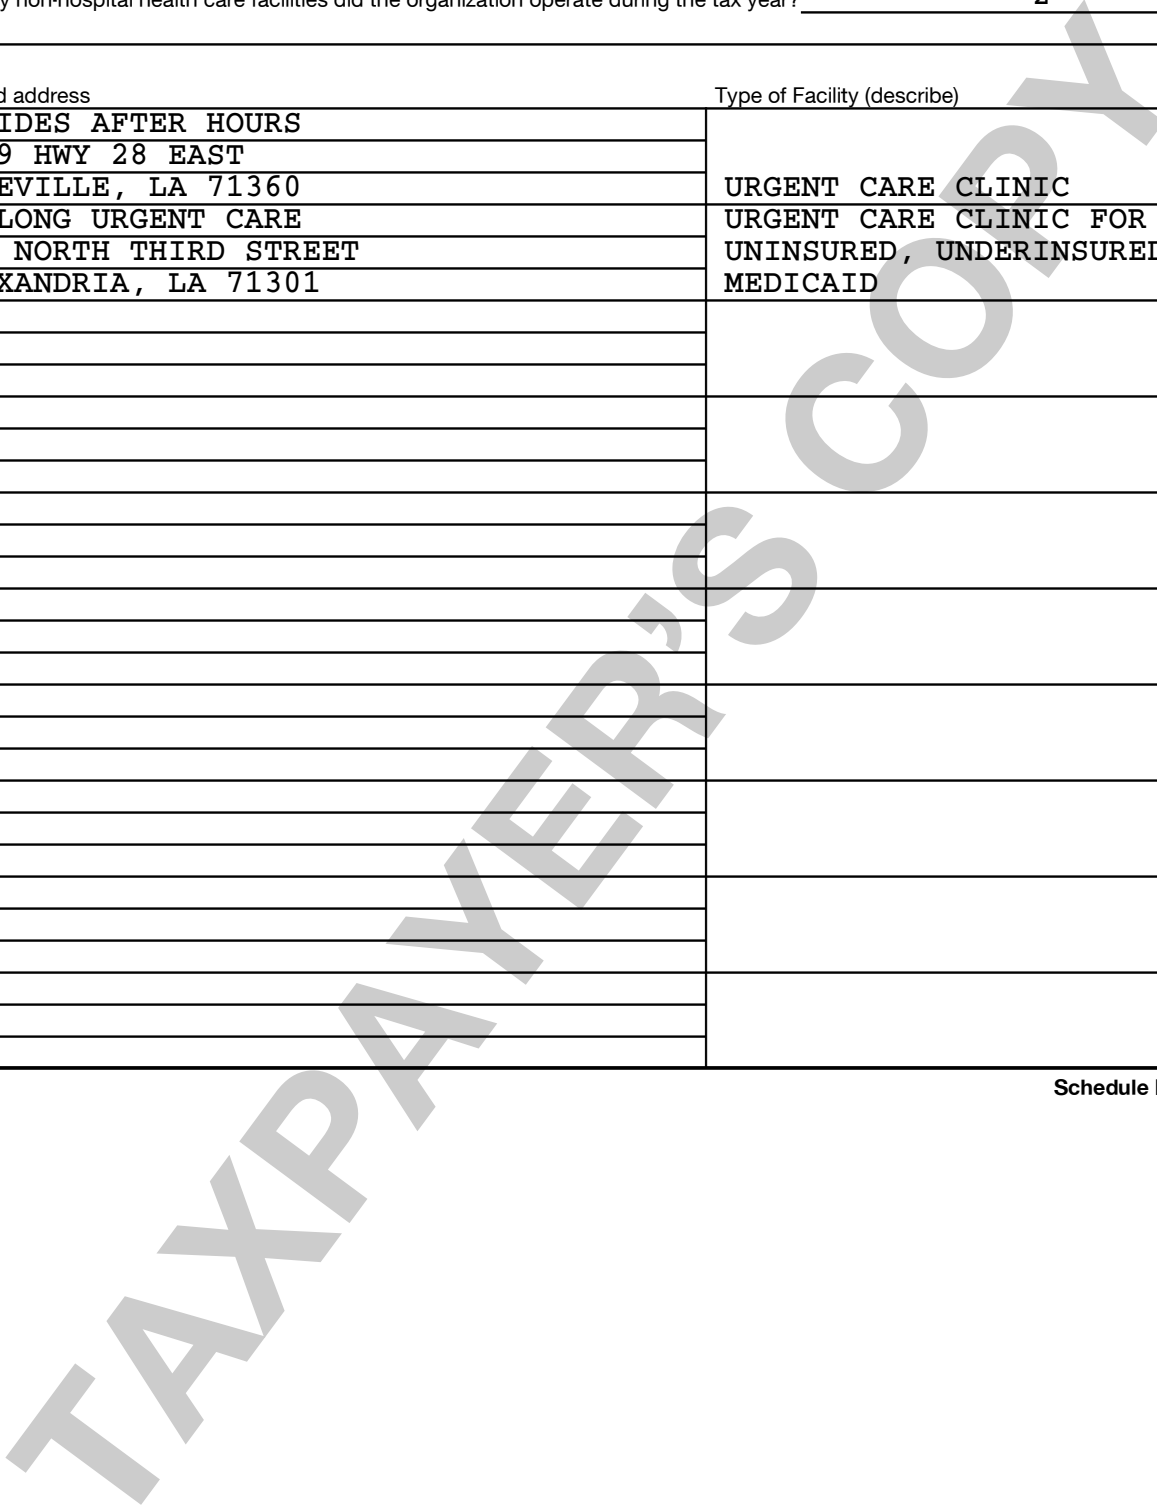 y non-hospital health care facilities did the organization operate during the tax year? 2
d address Type of Facility (describe)
IDES AFTER HOURS
9 HWY 28 EAST
EVILLE, LA 71360 URGENT CARE CLINIC
LONG URGENT CARE URGENT CARE CLINIC FOR
NORTH THIRD STREET UNINSURED, UNDERINSURED
XANDRIA, LA 71301 MEDICAID
Schedule
TAXPAYER'S COPY